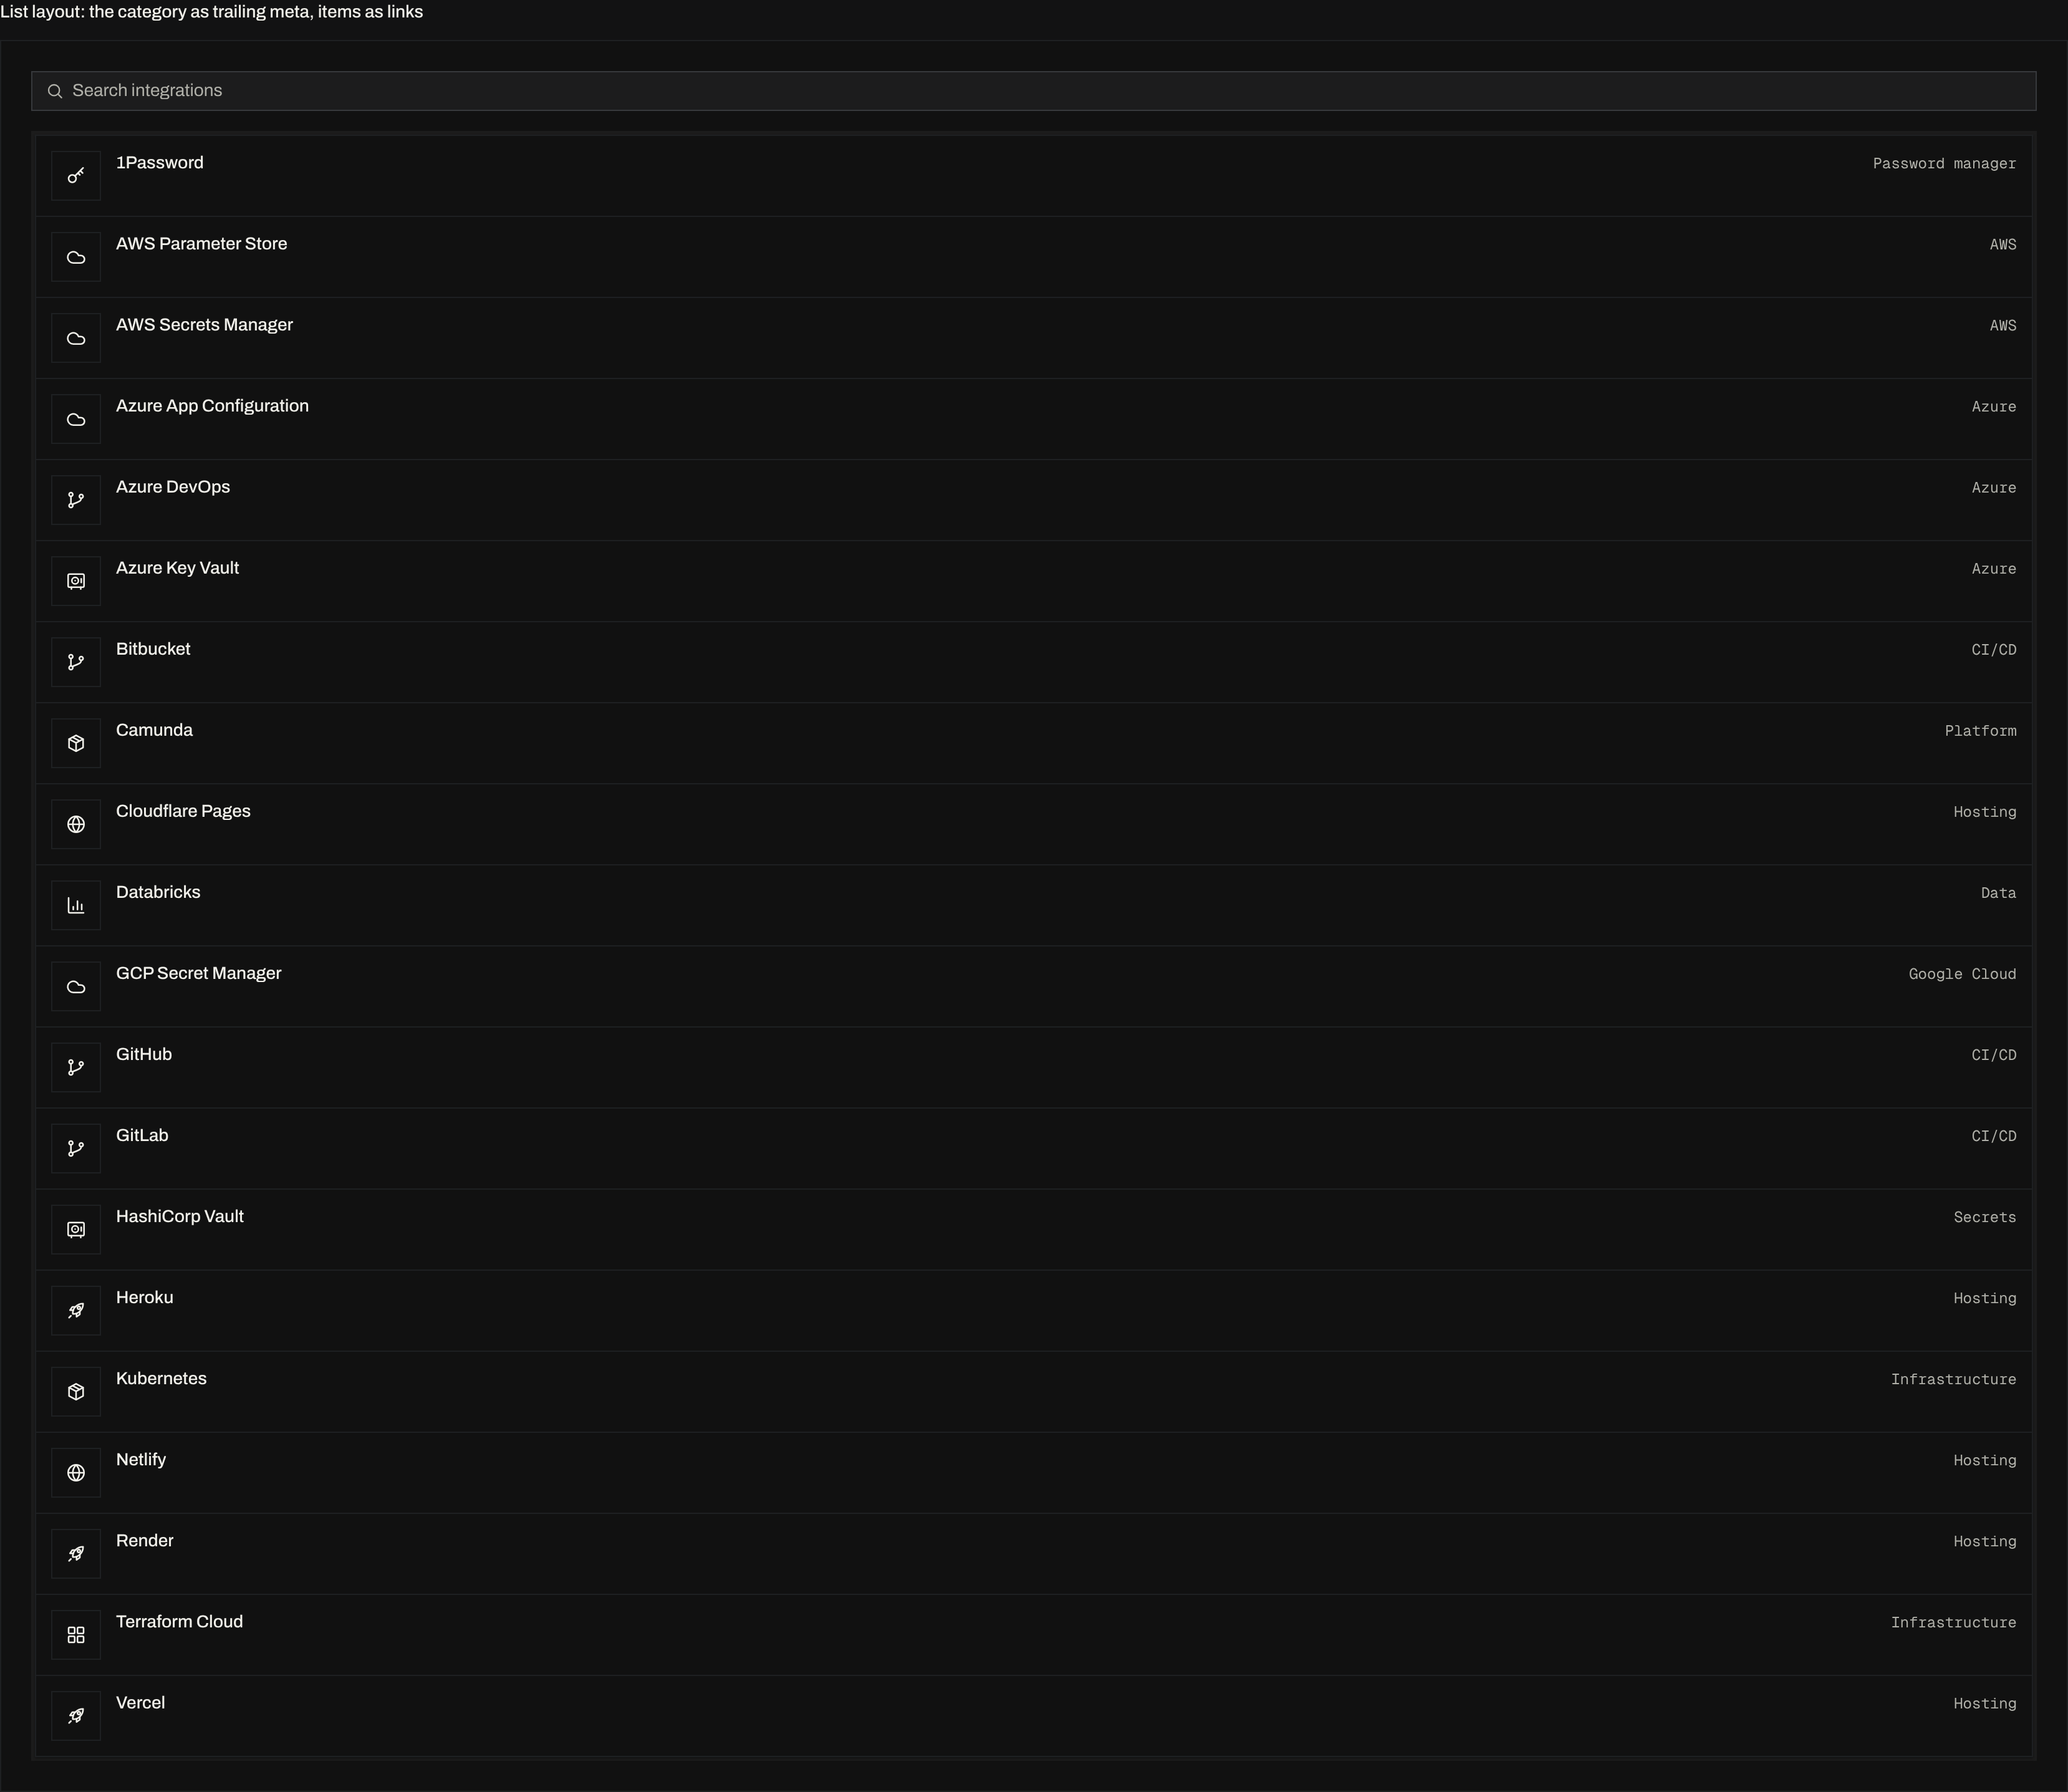 List layout: the category as trailing meta, items as links
Search integrations
1Password Password manager
AWS Parameter Store AWS
AWS Secrets Manager AWS
Azure App Configuration Azure
Azure DevOps Azure
Azure Key Vault Azure
Bitbucket CI/CD
Camunda Platform
Cloudflare Pages Hosting
Databricks Data
GCP Secret Manager Google Cloud
GitHub CI/CD
GitLab CI/CD
HashiCorp Vault Secrets
Heroku Hosting
Kubernetes Infrastructure
Netlify Hosting
Render Hosting
Terraform Cloud Infrastructure
Vercel Hosting